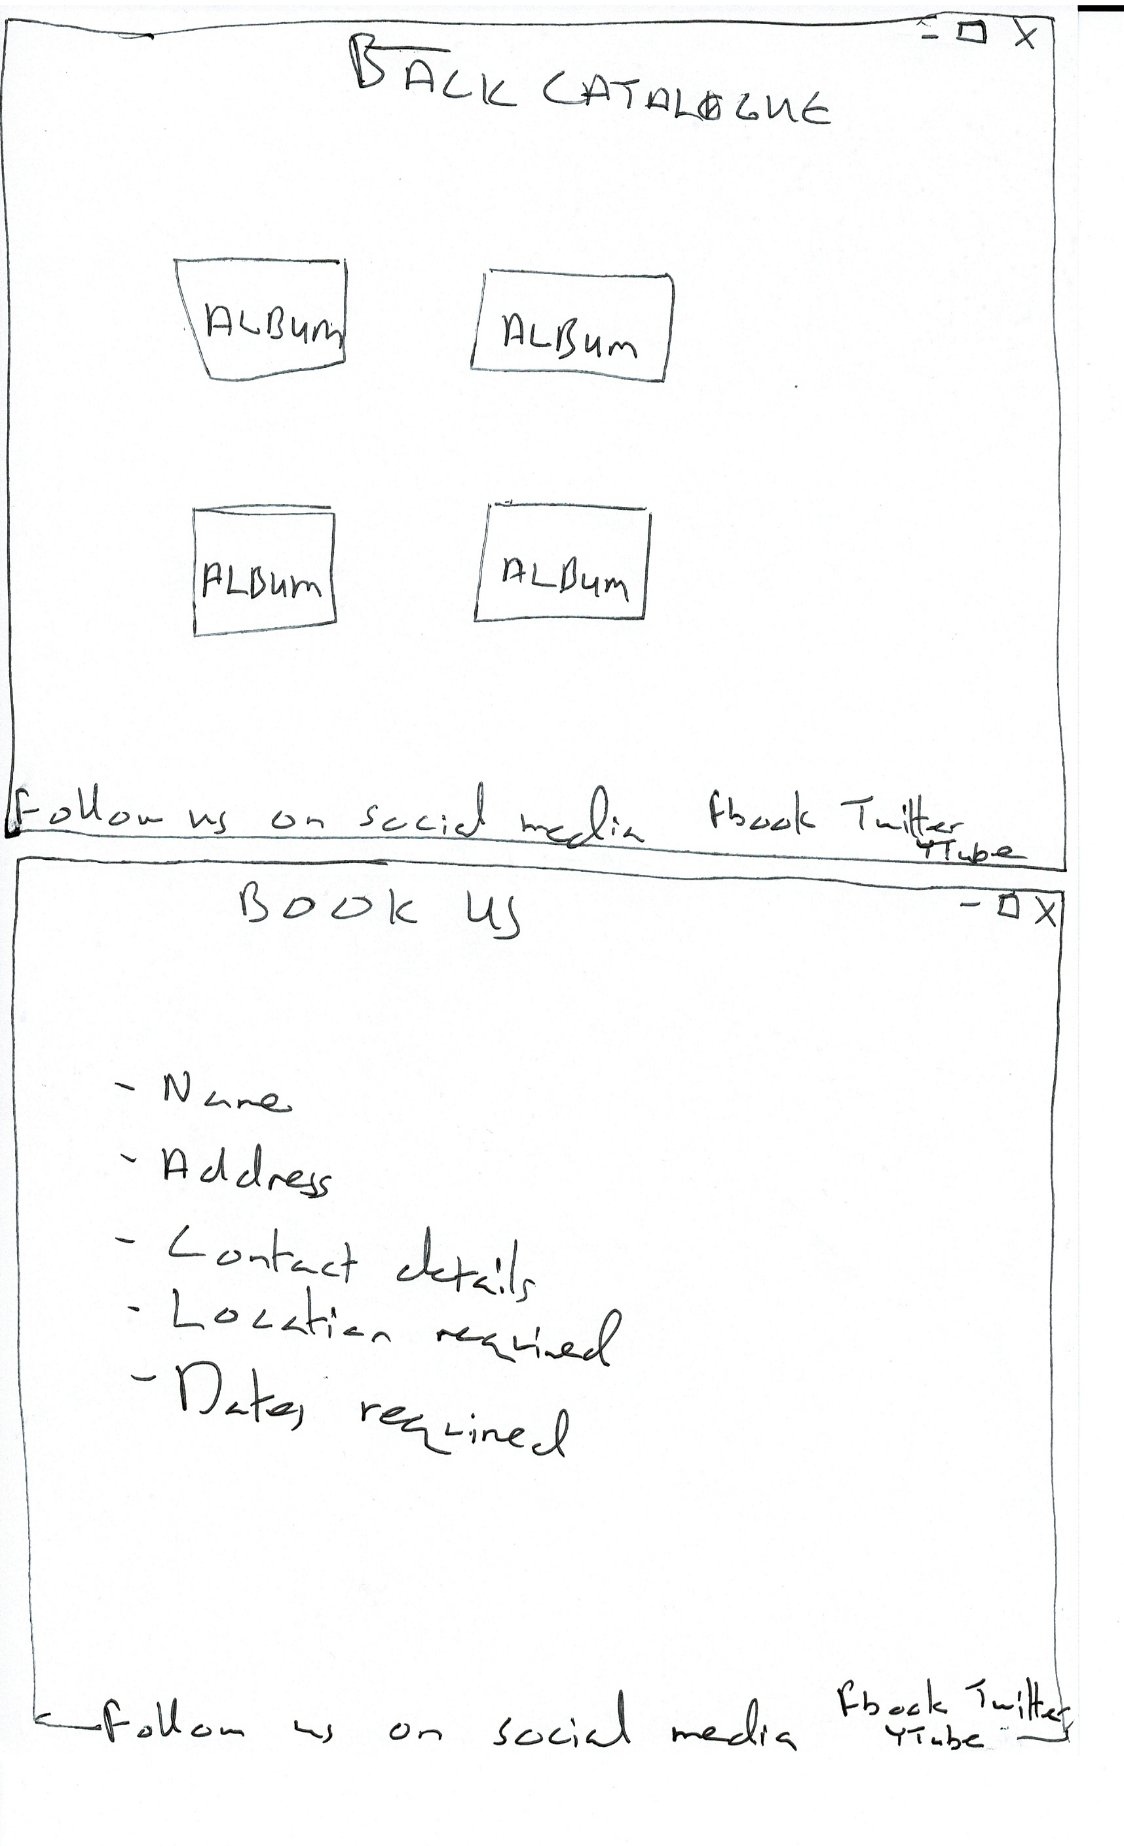 BACK CATALOGUE
- □ X
ALBUM ALBUM
ALBUM ALBUM
Follow us on social media Fbook Twitter
YTube
BOOK US
- □ X
- Name
- Address
- Contact details
- Location required
- Dates required
Follow us on social media Fbook Twitter
YTube